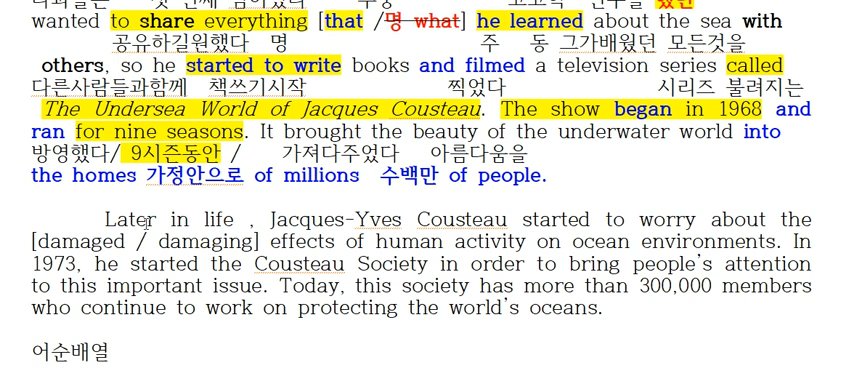 wanted to share everything [that /명 what] he learned about the sea with
공유하길원했다 명 주 동 그가배웠던 모든것을
others, so he started to write books and filmed a television series called
다른사람들과함께 책쓰기시작 찍었다 시리즈 불려지는
The Undersea World of Jacques Cousteau. The show began in 1968 and
ran for nine seasons. It brought the beauty of the underwater world into
방영했다/ 9시즌동안 / 가져다주었다 아름다움을
the homes 가정안으로 of millions 수백만 of people.
Later in life , Jacques-Yves Cousteau started to worry about the
[damaged / damaging] effects of human activity on ocean environments. In
1973, he started the Cousteau Society in order to bring people's attention
to this important issue. Today, this society has more than 300,000 members
who continue to work on protecting the world's oceans.
어순배열